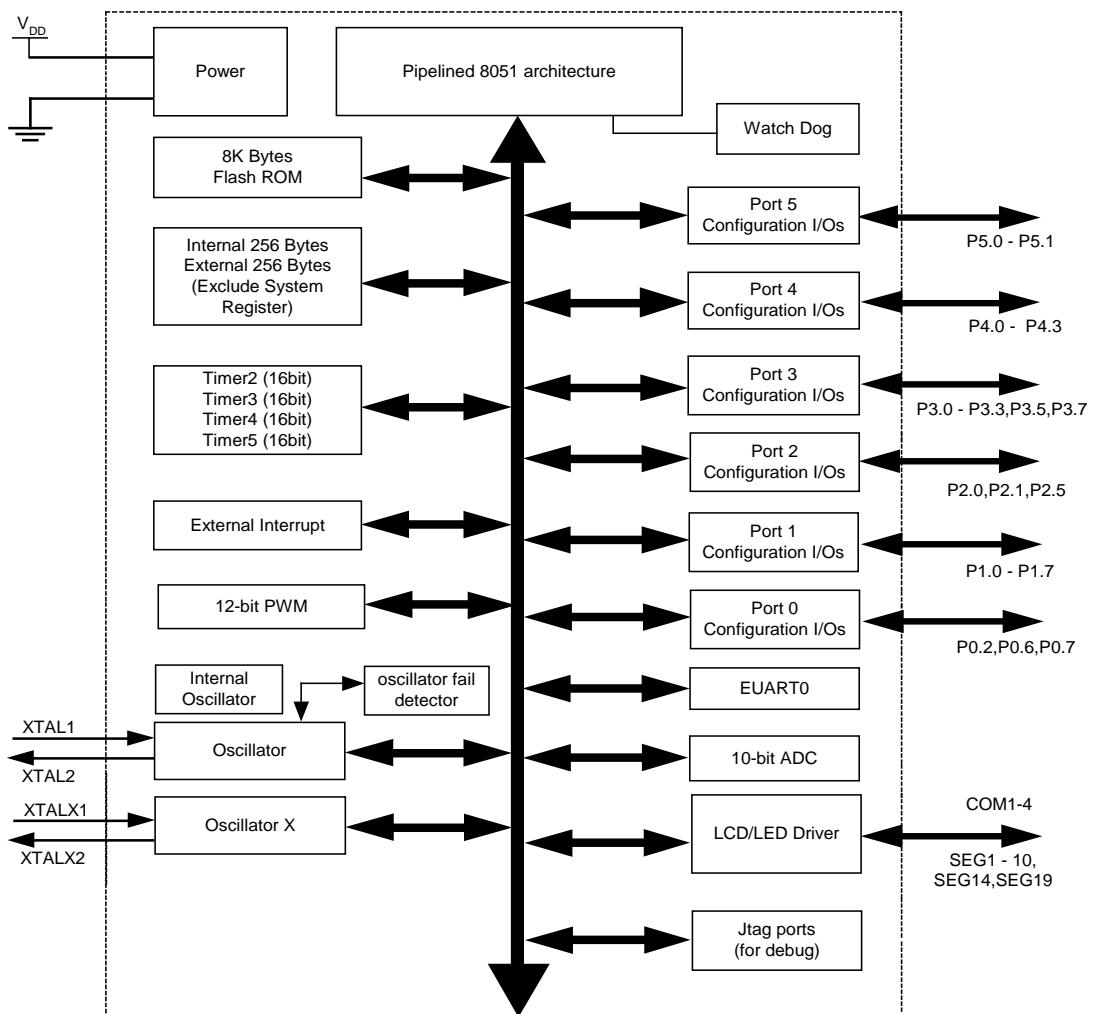 VDD
Power
Pipelined 8051 architecture
Watch Dog
8K Bytes
Flash ROM
Port 5
Configuration I/Os
P5.0 - P5.1
Internal 256 Bytes
External 256 Bytes
(Exclude System
Register)
Port 4
Configuration I/Os
P4.0 - P4.3
Timer2 (16bit)
Timer3 (16bit)
Timer4 (16bit)
Timer5 (16bit)
Port 3
Configuration I/Os
P3.0 - P3.3,P3.5,P3.7
Port 2
Configuration I/Os
P2.0,P2.1,P2.5
External Interrupt
Port 1
Configuration I/Os
P1.0 - P1.7
12-bit PWM
Port 0
Configuration I/Os
P0.2,P0.6,P0.7
Internal
Oscillator
oscillator fail
detector
EUART0
XTAL1
Oscillator
XTAL2
10-bit ADC
XTALX1
Oscillator X
XTALX2
LCD/LED Driver
COM1-4
SEG1 - 10,
SEG14,SEG19
Jtag ports
(for debug)